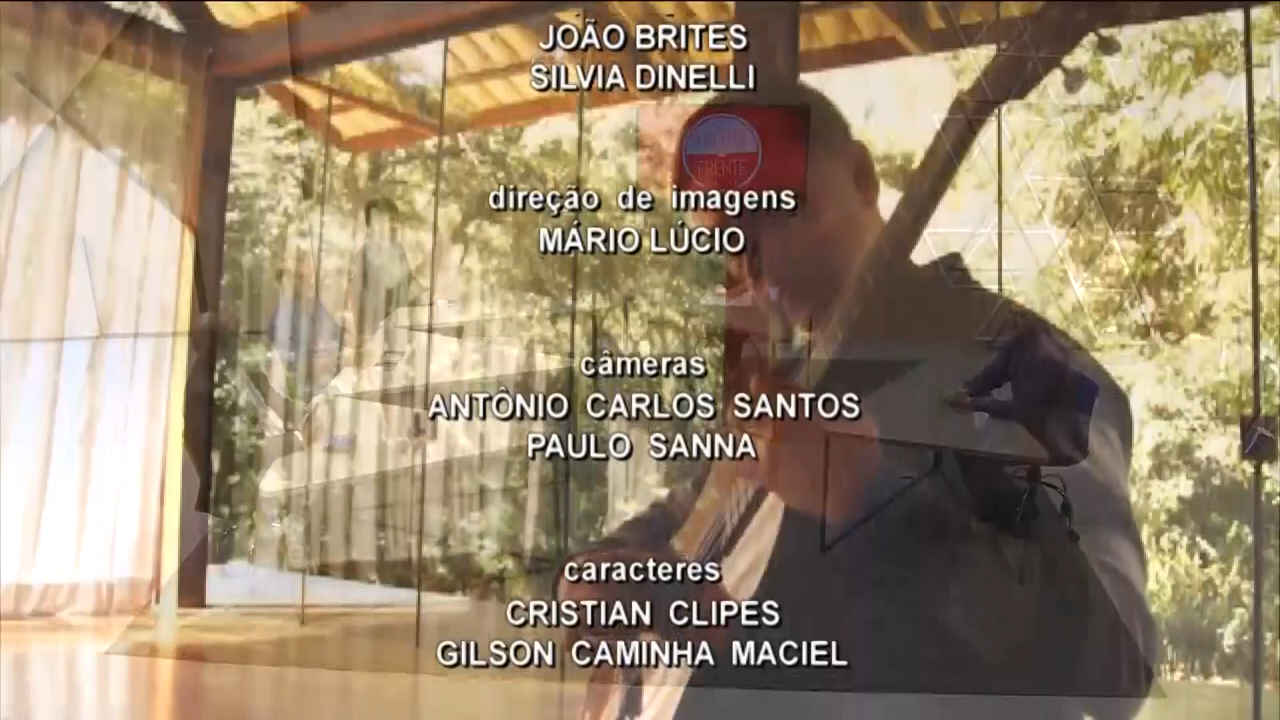 JOÃO BRITES
SILVIA DINELLI
FRENTE
direção de imagens
MÁRIO LÚCIO
câmeras
ANTÔNIO CARLOS SANTOS
PAULO SANNA
caracteres
CRISTIAN CLIPES
GILSON CAMINHA MACIEL